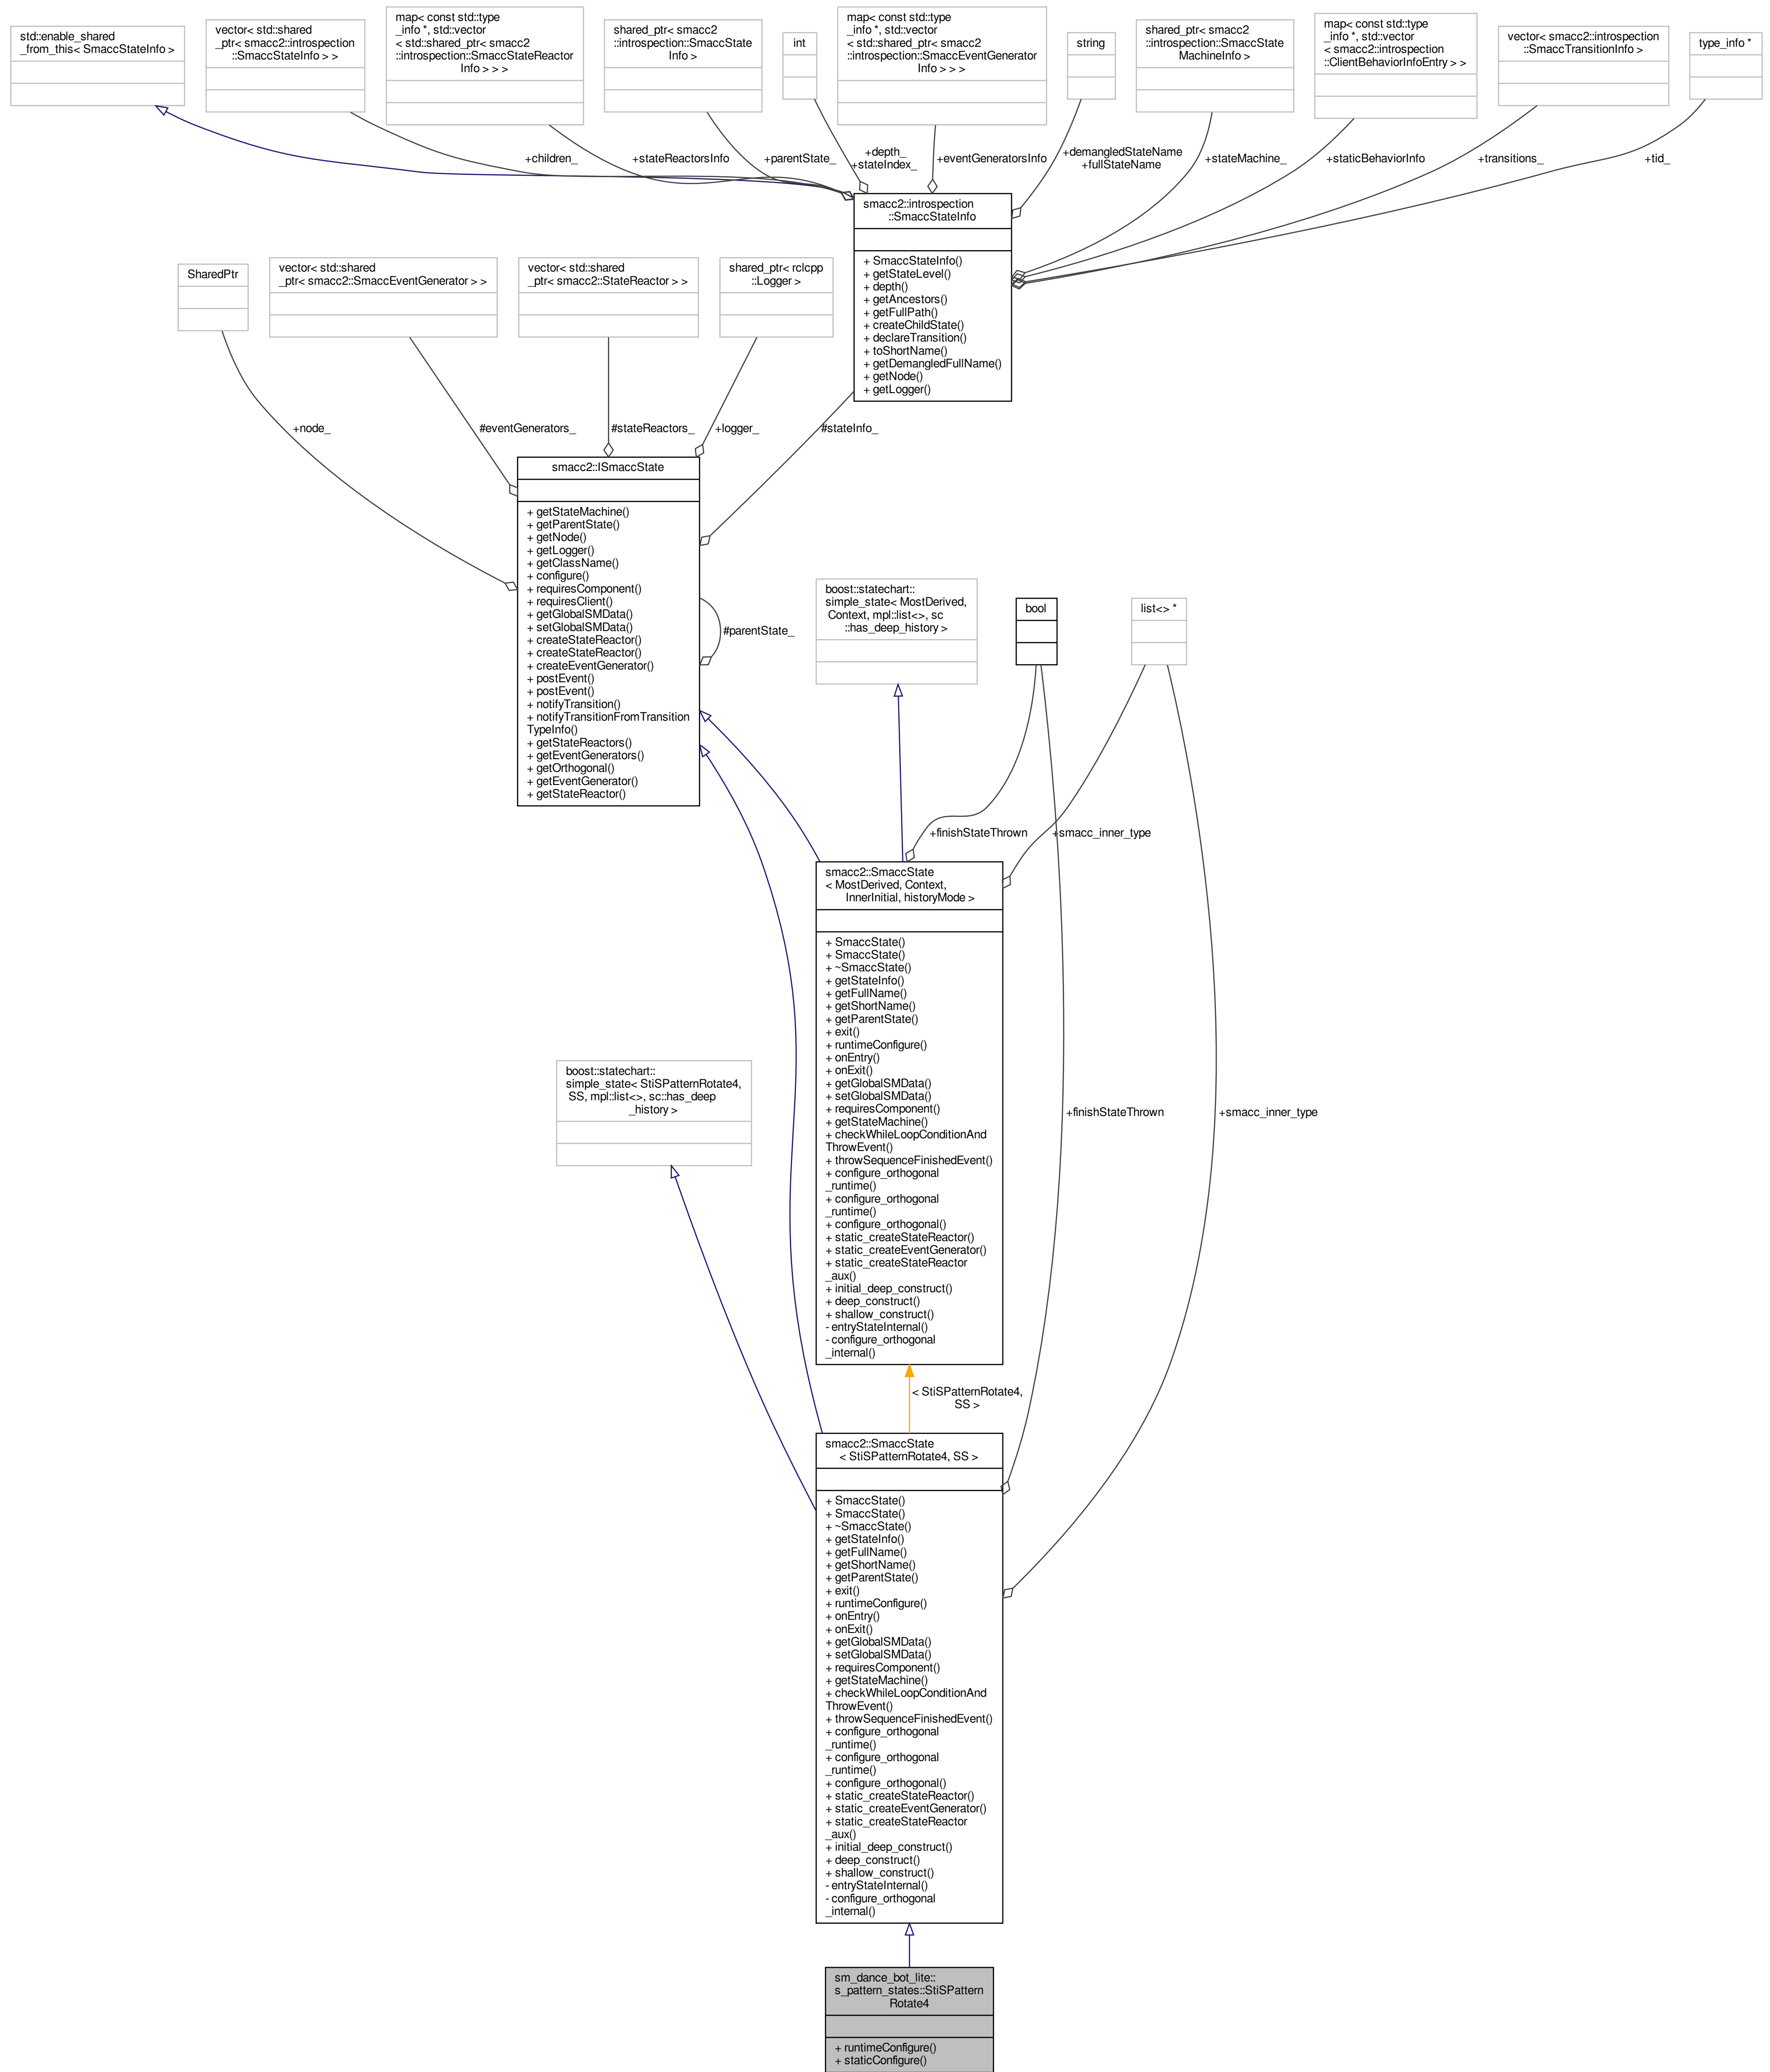 std::enable_shared
_from_this< SmaccStateInfo >
vector< std::shared
_ptr< smacc2::introspection
::SmaccStateInfo > >
map< const std::type
_info *, std::vector
< std::shared_ptr< smacc2
::introspection::SmaccStateReactor
Info > > >
shared_ptr< smacc2
::introspection::SmaccState
Info >
int
map< const std::type
_info *, std::vector
< std::shared_ptr< smacc2
::introspection::SmaccEventGenerator
Info > > >
string
shared_ptr< smacc2
::introspection::SmaccState
MachineInfo >
map< const std::type
_info *, std::vector
< smacc2::introspection
::ClientBehaviorInfoEntry > >
vector< smacc2::introspection
::SmaccTransitionInfo >
type_info *
+children_
+stateReactorsInfo
+parentState_
+depth_
+stateIndex_
+eventGeneratorsInfo
+demangledStateName
+fullStateName
+stateMachine_
+staticBehaviorInfo
+transitions_
+tid_
smacc2::introspection
::SmaccStateInfo
+ SmaccStateInfo()
+ getStateLevel()
+ depth()
+ getAncestors()
+ getFullPath()
+ createChildState()
+ declareTransition()
+ toShortName()
+ getDemangledFullName()
+ getNode()
+ getLogger()
SharedPtr
vector< std::shared
_ptr< smacc2::SmaccEventGenerator > >
vector< std::shared
_ptr< smacc2::StateReactor > >
shared_ptr< rclcpp
::Logger >
+node_
#eventGenerators_
#stateReactors_
+logger_
#stateInfo_
smacc2::ISmaccState
+ getStateMachine()
+ getParentState()
+ getNode()
+ getLogger()
+ getClassName()
+ configure()
+ requiresComponent()
+ requiresClient()
+ getGlobalSMData()
+ setGlobalSMData()
+ createStateReactor()
+ createStateReactor()
+ createEventGenerator()
+ postEvent()
+ postEvent()
+ notifyTransition()
+ notifyTransitionFromTransition
TypeInfo()
+ getStateReactors()
+ getEventGenerators()
+ getOrthogonal()
+ getEventGenerator()
+ getStateReactor()
#parentState_
boost::statechart::
simple_state< MostDerived,
Context, mpl::list<>, sc
::has_deep_history >
bool
list<> *
+finishStateThrown
+smacc_inner_type
smacc2::SmaccState
< MostDerived, Context,
InnerInitial, historyMode >
+ SmaccState()
+ SmaccState()
+ ~SmaccState()
+ getStateInfo()
+ getFullName()
+ getShortName()
+ getParentState()
+ exit()
+ runtimeConfigure()
+ onEntry()
+ onExit()
+ getGlobalSMData()
+ setGlobalSMData()
+ requiresComponent()
+ getStateMachine()
+ checkWhileLoopConditionAnd
ThrowEvent()
+ throwSequenceFinishedEvent()
+ configure_orthogonal
_runtime()
+ configure_orthogonal
_runtime()
+ configure_orthogonal()
+ static_createStateReactor()
+ static_createEventGenerator()
+ static_createStateReactor
_aux()
+ initial_deep_construct()
+ deep_construct()
+ shallow_construct()
- entryStateInternal()
- configure_orthogonal
_internal()
boost::statechart::
simple_state< StiSPatternRotate4,
SS, mpl::list<>, sc::has_deep
_history >
+finishStateThrown
+smacc_inner_type
< StiSPatternRotate4,
SS >
smacc2::SmaccState
< StiSPatternRotate4, SS >
+ SmaccState()
+ SmaccState()
+ ~SmaccState()
+ getStateInfo()
+ getFullName()
+ getShortName()
+ getParentState()
+ exit()
+ runtimeConfigure()
+ onEntry()
+ onExit()
+ getGlobalSMData()
+ setGlobalSMData()
+ requiresComponent()
+ getStateMachine()
+ checkWhileLoopConditionAnd
ThrowEvent()
+ throwSequenceFinishedEvent()
+ configure_orthogonal
_runtime()
+ configure_orthogonal
_runtime()
+ configure_orthogonal()
+ static_createStateReactor()
+ static_createEventGenerator()
+ static_createStateReactor
_aux()
+ initial_deep_construct()
+ deep_construct()
+ shallow_construct()
- entryStateInternal()
- configure_orthogonal
_internal()
sm_dance_bot_lite::
s_pattern_states::StiSPattern
Rotate4
+ runtimeConfigure()
+ staticConfigure()